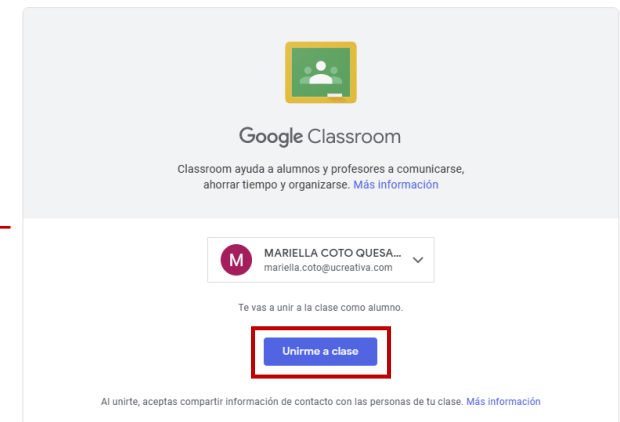 Google Classroom
Classroom ayuda a alumnos y profesores a comunicarse,
ahorrar tiempo y organizarse. Más información
M
MARIELLA COTO QUESA...
mariella.coto@ucreativa.com
Te vas a unir a la clase como alumno.
Unirme a clase
Al unirte, aceptas compartir información de contacto con las personas de tu clase. Más información